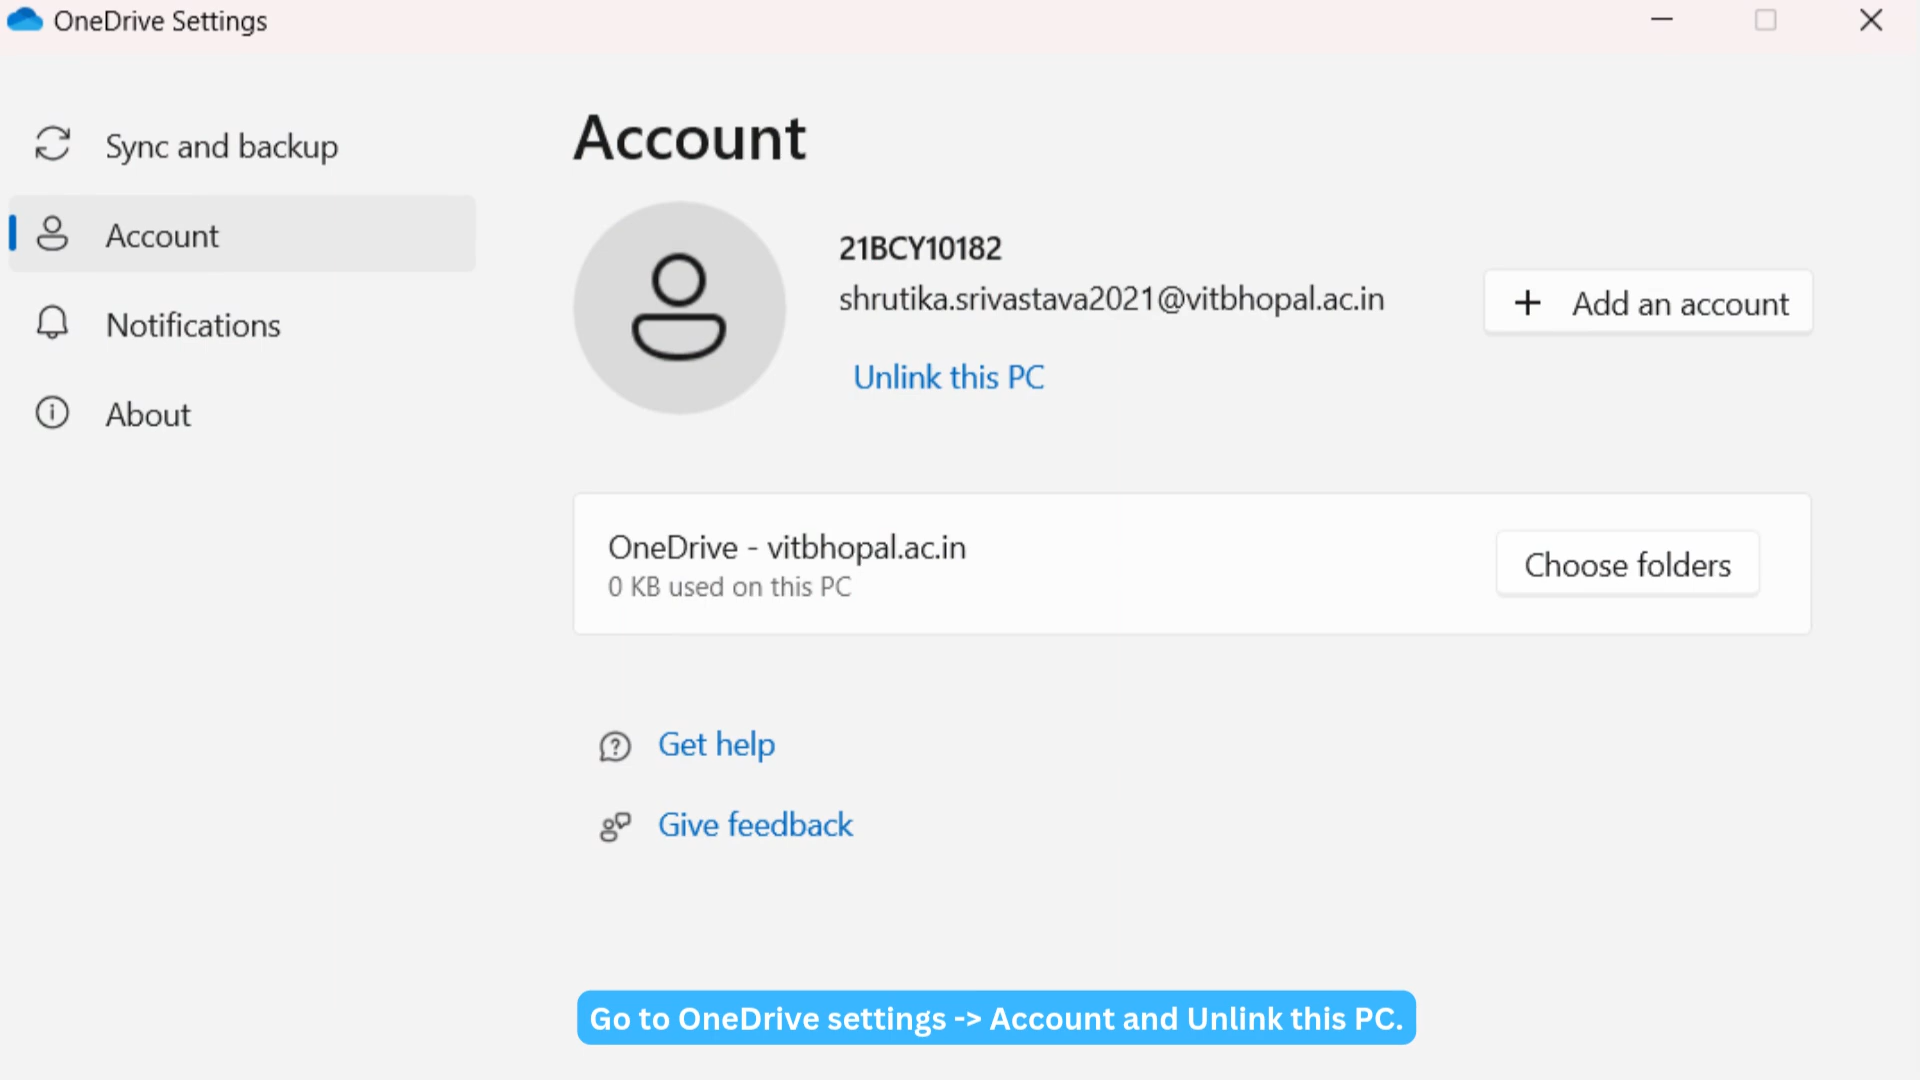 OneDrive Settings
Sync and backup
Account
Notifications
About
Account
21BCY10182
shrutika.srivastava2021@vitbhopal.ac.in
Unlink this PC
Add an account
OneDrive - vitbhopal.ac.in
0 KB used on this PC
Choose folders
Get help
Give feedback
Go to OneDrive settings -> Account and Unlink this PC.